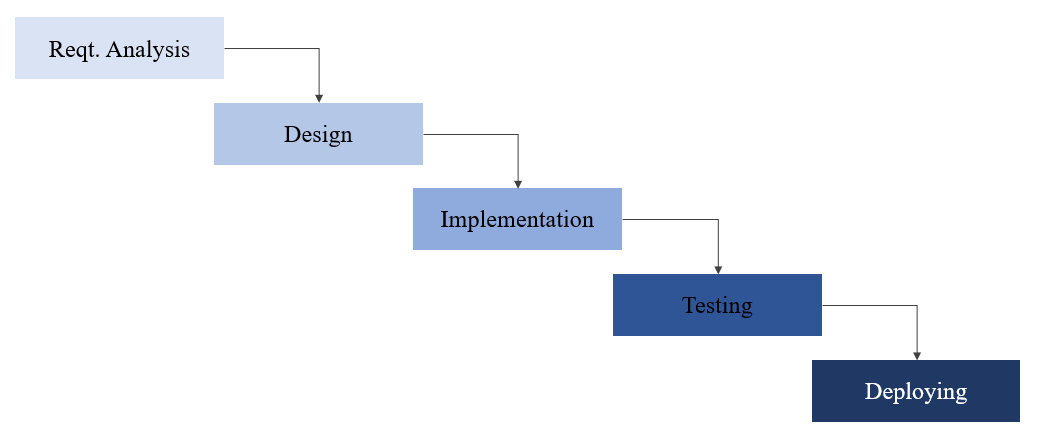 Reqt. Analysis
Design
Implementation
Testing
Deploying